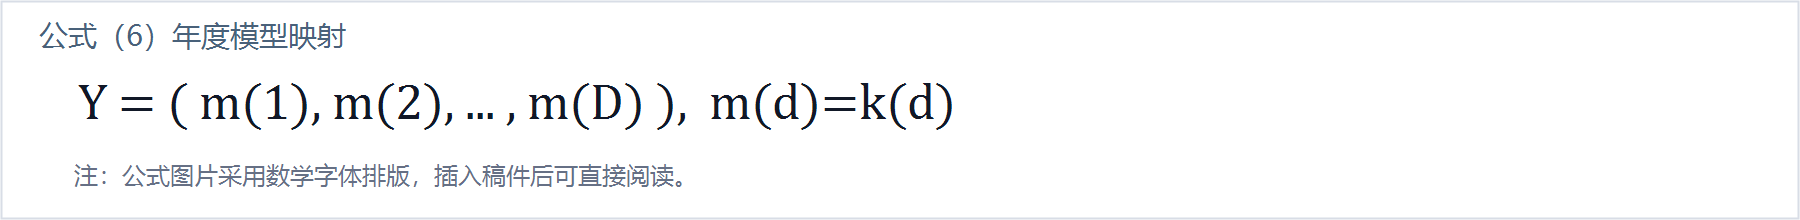 公式（6）年度模型映射
Y = ( m(1), m(2), ... , m(D) ),  m(d)=k(d)
注：公式图片采用数学字体排版，插入稿件后可直接阅读。